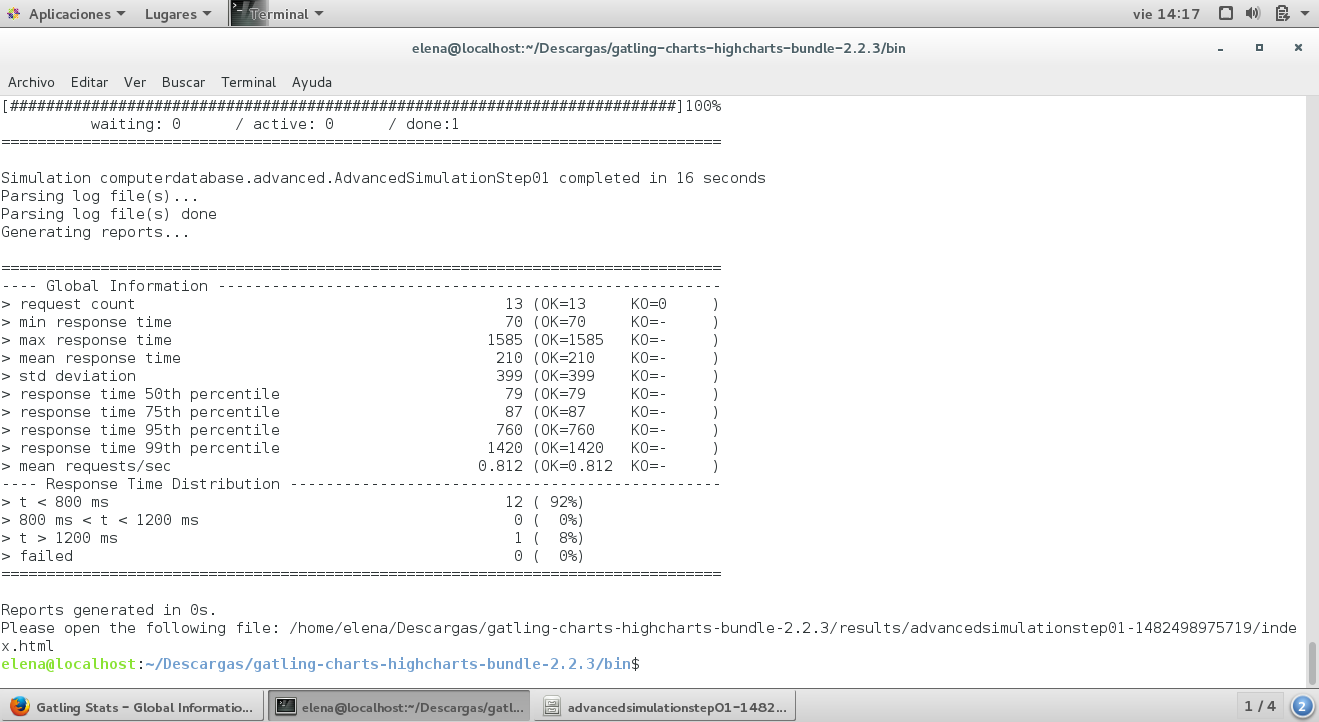 Aplicaciones Lugares Terminal vie 14:17
elena@localhost:~/Descargas/gatling-charts-highcharts-bundle-2.2.3/bin
Archivo Editar Ver Buscar Terminal Ayuda
[##########################################################################]100%
          waiting: 0      / active: 0      / done:1
================================================================================
Simulation computerdatabase.advanced.AdvancedSimulationStep01 completed in 16 seconds
Parsing log file(s)...
Parsing log file(s) done
Generating reports...
================================================================================
---- Global Information --------------------------------------------------------
> request count                                         13 (OK=13     KO=0     )
> min response time                                     70 (OK=70     KO=-     )
> max response time                                   1585 (OK=1585   KO=-     )
> mean response time                                   210 (OK=210    KO=-     )
> std deviation                                        399 (OK=399    KO=-     )
> response time 50th percentile                         79 (OK=79     KO=-     )
> response time 75th percentile                         87 (OK=87     KO=-     )
> response time 95th percentile                        760 (OK=760    KO=-     )
> response time 99th percentile                       1420 (OK=1420   KO=-     )
> mean requests/sec                                  0.812 (OK=0.812  KO=-     )
---- Response Time Distribution ------------------------------------------------
> t < 800 ms                                            12 ( 92%)
> 800 ms < t < 1200 ms                                   0 (  0%)
> t > 1200 ms                                            1 (  8%)
> failed                                                 0 (  0%)
================================================================================
Reports generated in 0s.
Please open the following file: /home/elena/Descargas/gatling-charts-highcharts-bundle-2.2.3/results/advancedsimulationstep01-1482498975719/inde
x.html
elena@localhost:~/Descargas/gatling-charts-highcharts-bundle-2.2.3/bin$
Gatling Stats - Global Informatio... elena@localhost:~/Descargas/gatl... advancedsimulationstep01-1482... 1 / 4 2